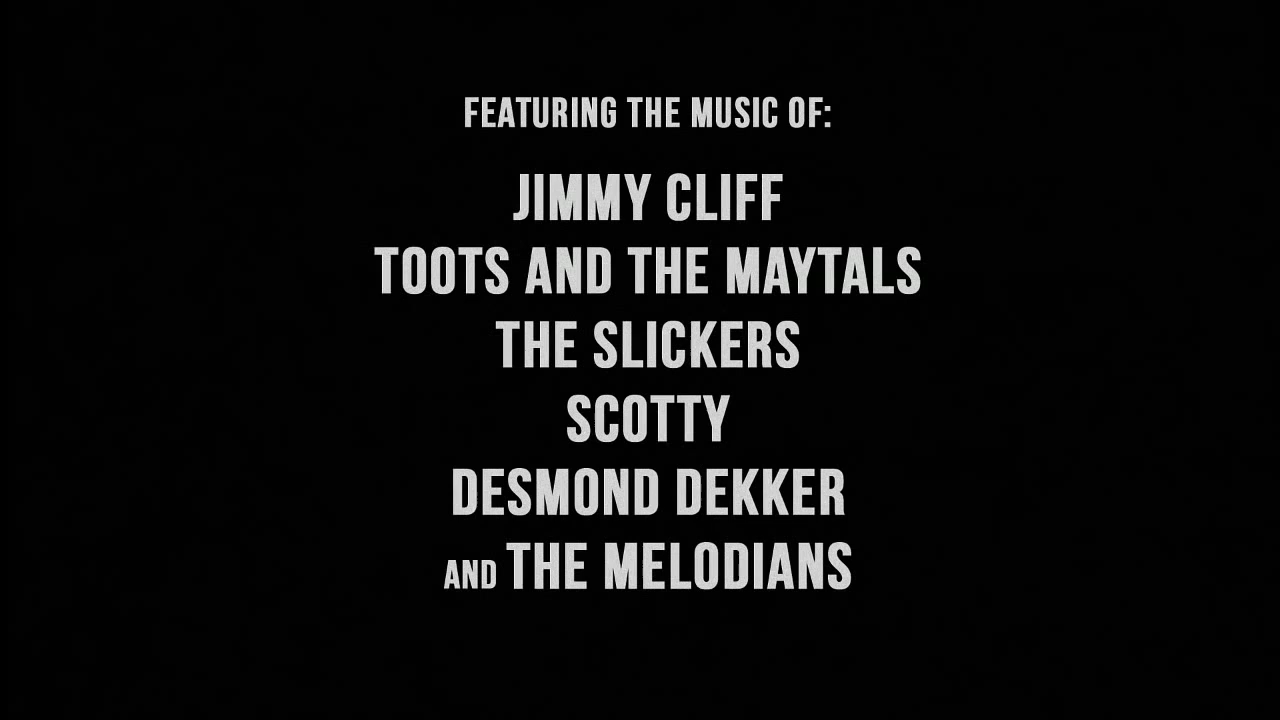 FEATURING THE MUSIC OF:
JIMMY CLIFF
TOOTS AND THE MAYTALS
THE SLICKERS
SCOTTY
DESMOND DEKKER
AND THE MELODIANS